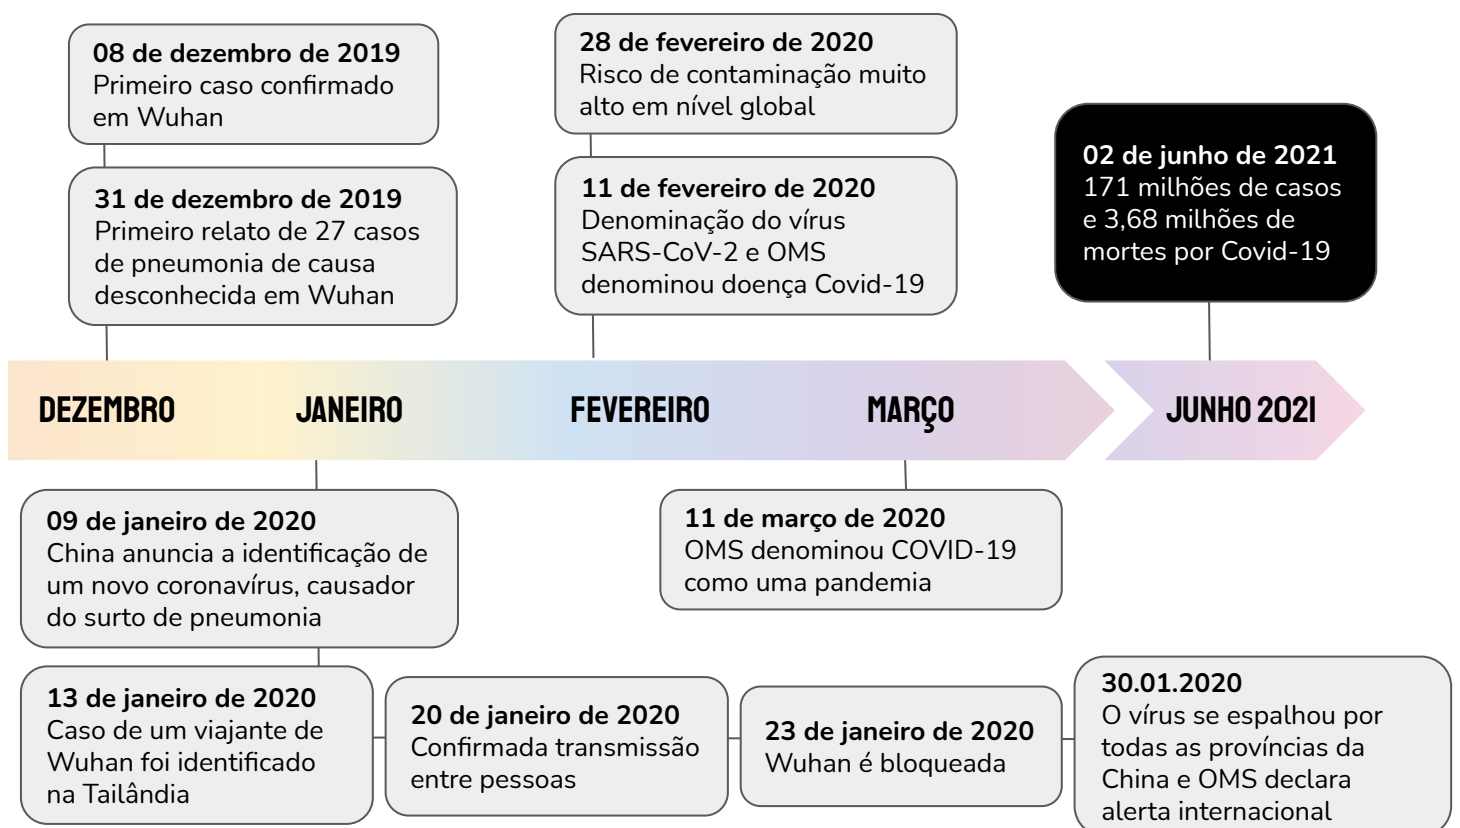 08 de dezembro de 2019
Primeiro caso confirmado
em Wuhan
31 de dezembro de 2019
Primeiro relato de 27 casos
de pneumonia de causa
desconhecida em Wuhan
28 de fevereiro de 2020
Risco de contaminação muito
alto em nível global
11 de fevereiro de 2020
Denominação do vírus
SARS-CoV-2 e OMS
denominou doença Covid-19
02 de junho de 2021
171 milhões de casos
e 3,68 milhões de
mortes por Covid-19
DEZEMBRO
JANEIRO
FEVEREIRO
MARÇO
JUNHO 2021
09 de janeiro de 2020
China anuncia a identificação de
um novo coronavírus, causador
do surto de pneumonia
11 de março de 2020
OMS denominou COVID-19
como uma pandemia
13 de janeiro de 2020
Caso de um viajante de
Wuhan foi identificado
na Tailândia
20 de janeiro de 2020
Confirmada transmissão
entre pessoas
23 de janeiro de 2020
Wuhan é bloqueada
30.01.2020
O vírus se espalhou por
todas as províncias da
China e OMS declara
alerta internacional